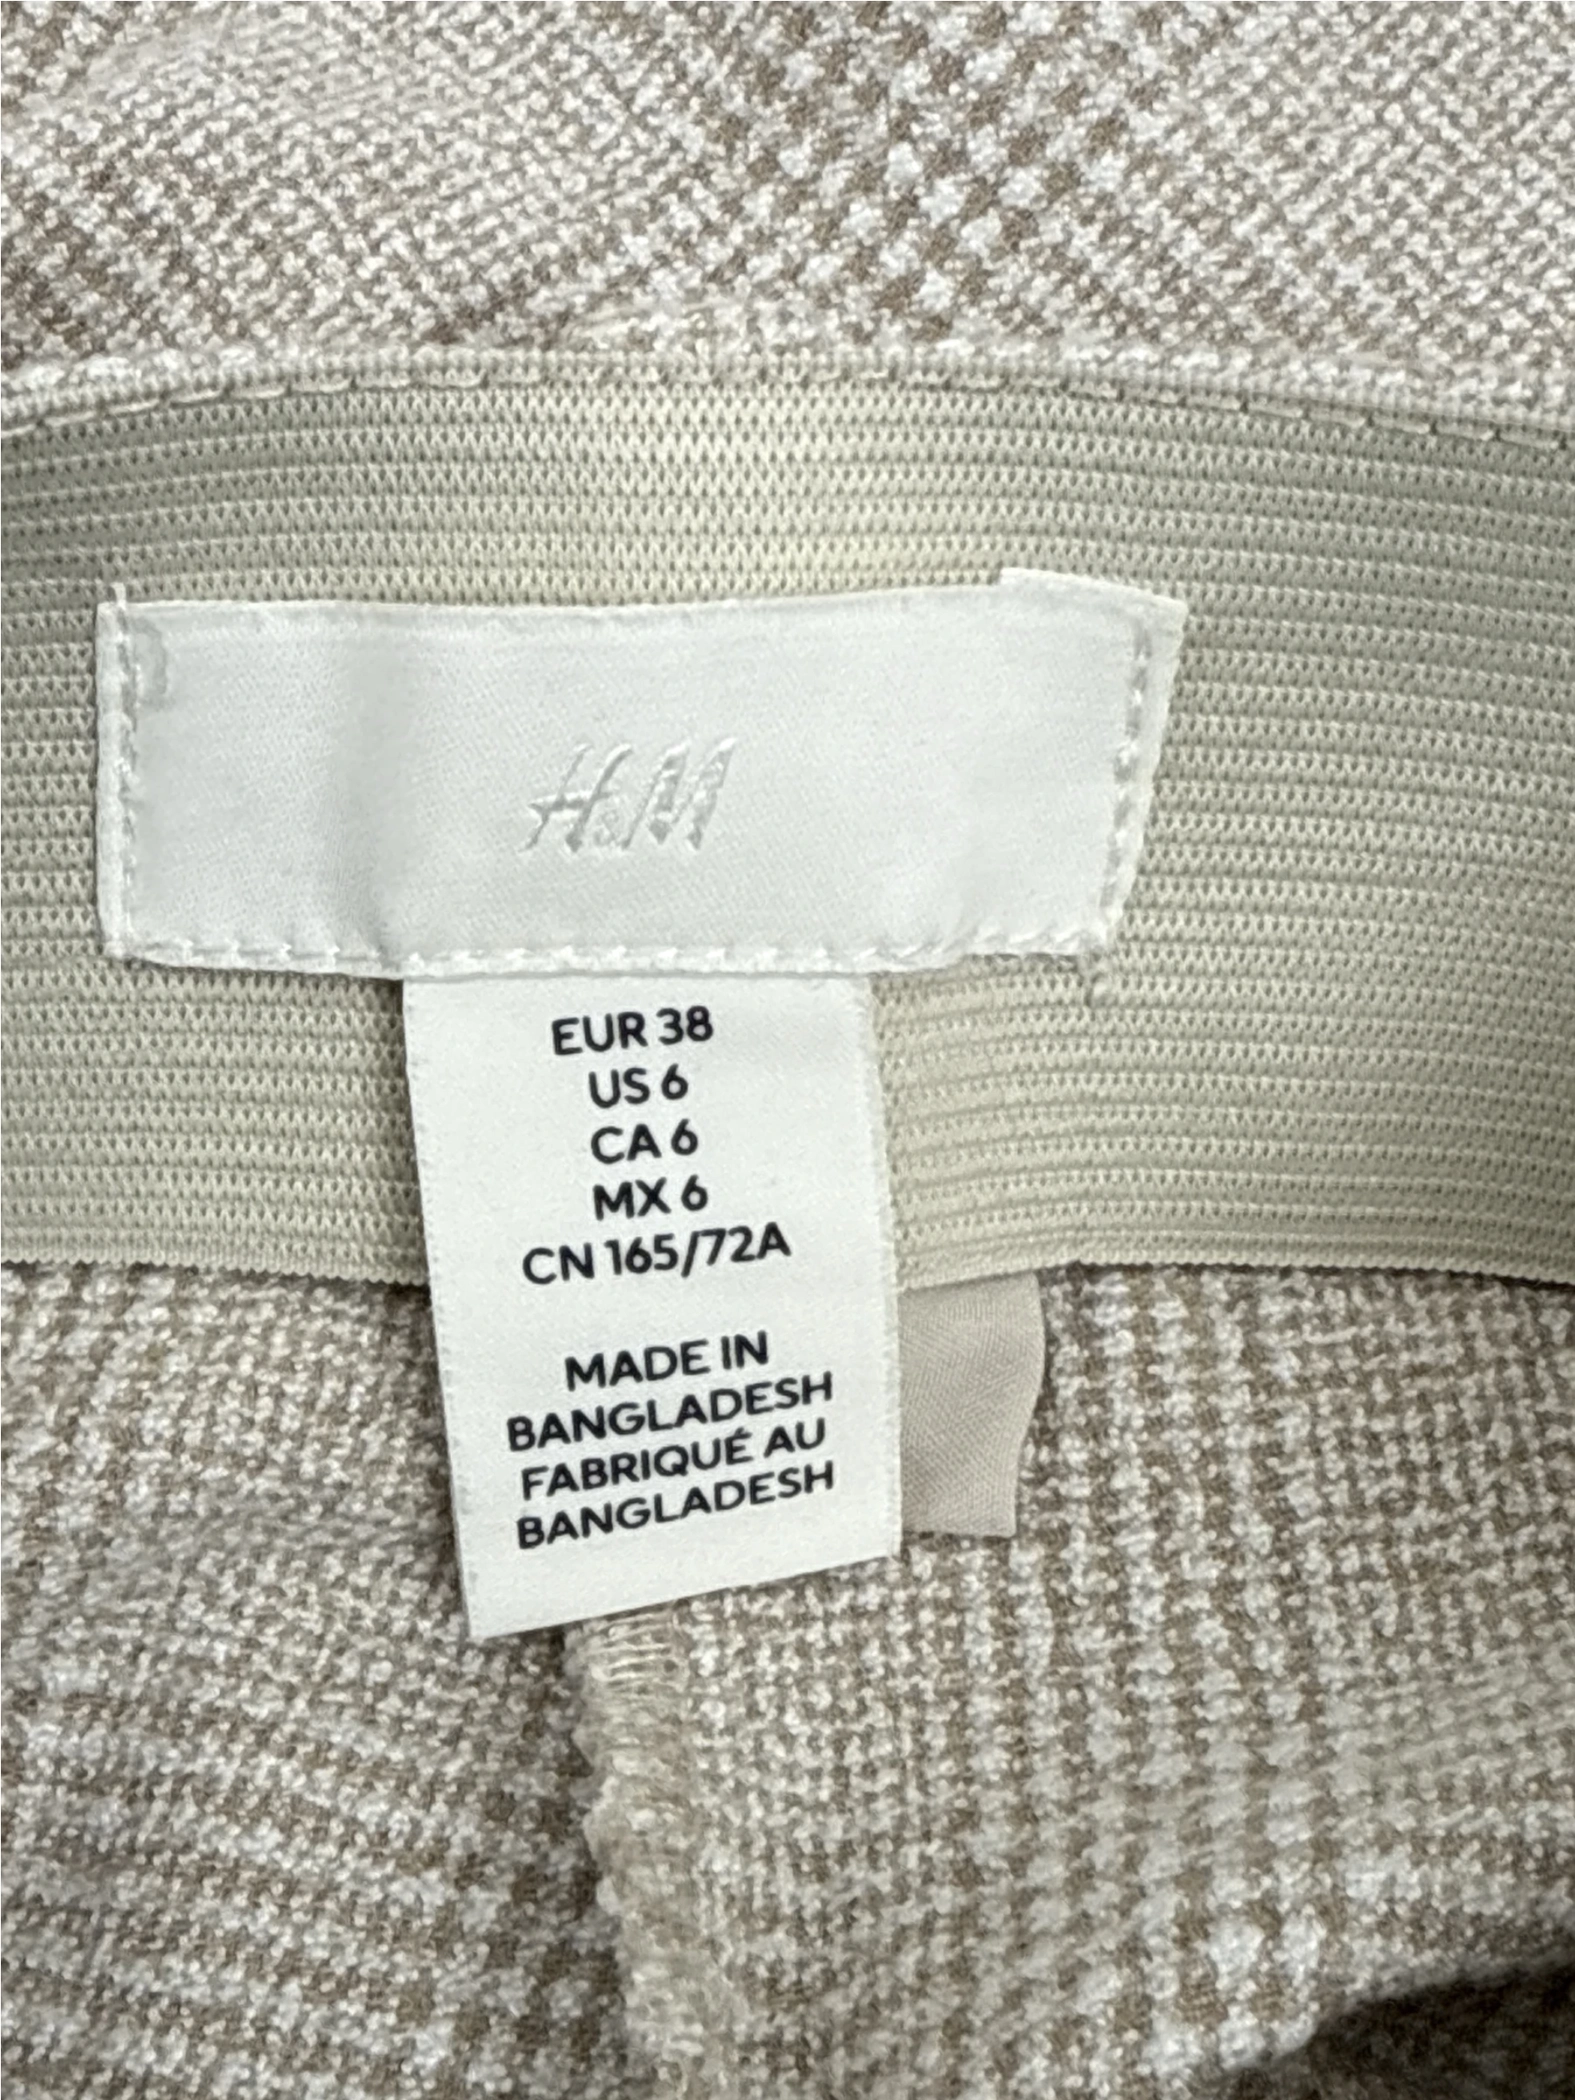 H&M
EUR 38
US 6
CA 6
MX 6
CN 165/72A
MADE IN
BANGLADESH
FABRIQUÉ AU
BANGLADESH